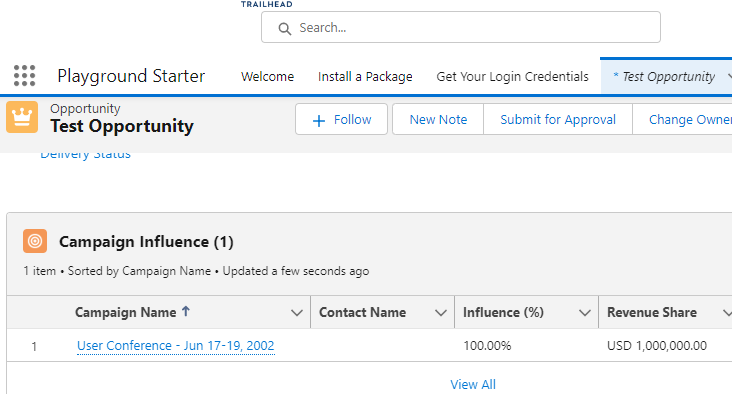 TRAILHEAD
Search...
Playground Starter Welcome Install a Package Get Your Login Credentials * Test Opportunity
Opportunity
Test Opportunity
Follow New Note Submit for Approval Change Owner
Delivery Status
Campaign Influence (1)
1 item • Sorted by Campaign Name • Updated a few seconds ago
Campaign Name Contact Name Influence (%) Revenue Share
1 User Conference - Jun 17-19, 2002 100.00% USD 1,000,000.00
View All